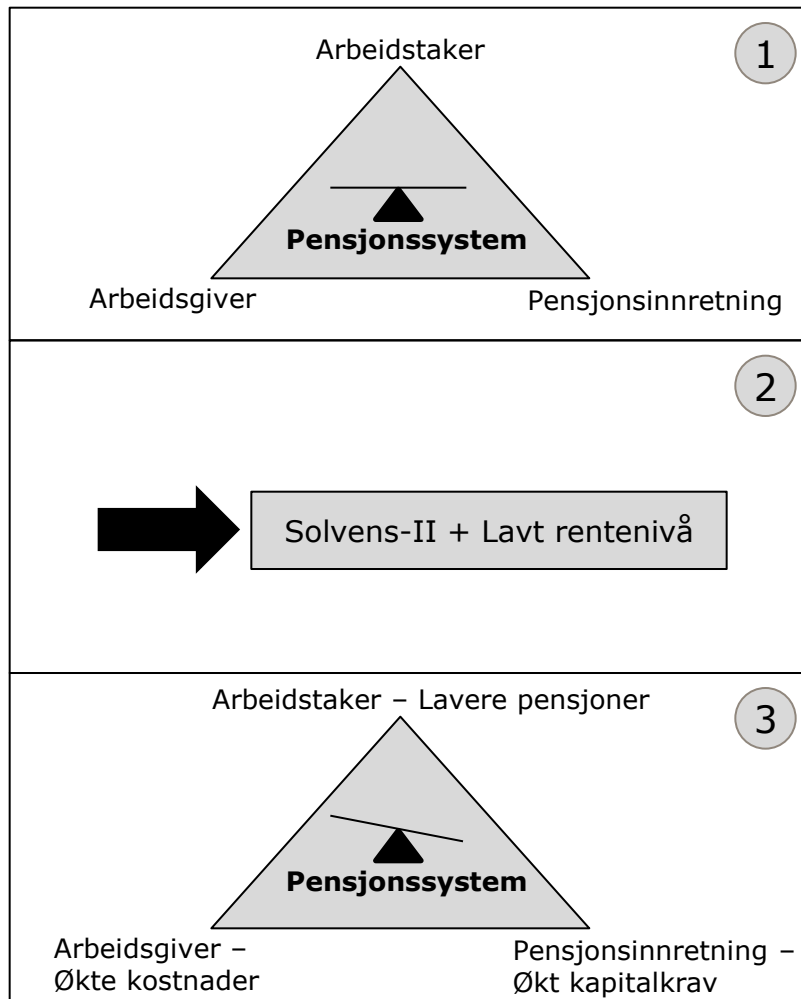 1
Arbeidstaker
Pensjonssystem
Arbeidsgiver
Pensjonsinnretning
2
Solvens-II + Lavt rentenivå
3
Arbeidstaker – Lavere pensjoner
Pensjonssystem
Arbeidsgiver –
Økte kostnader
Pensjonsinnretning –
Økt kapitalkrav